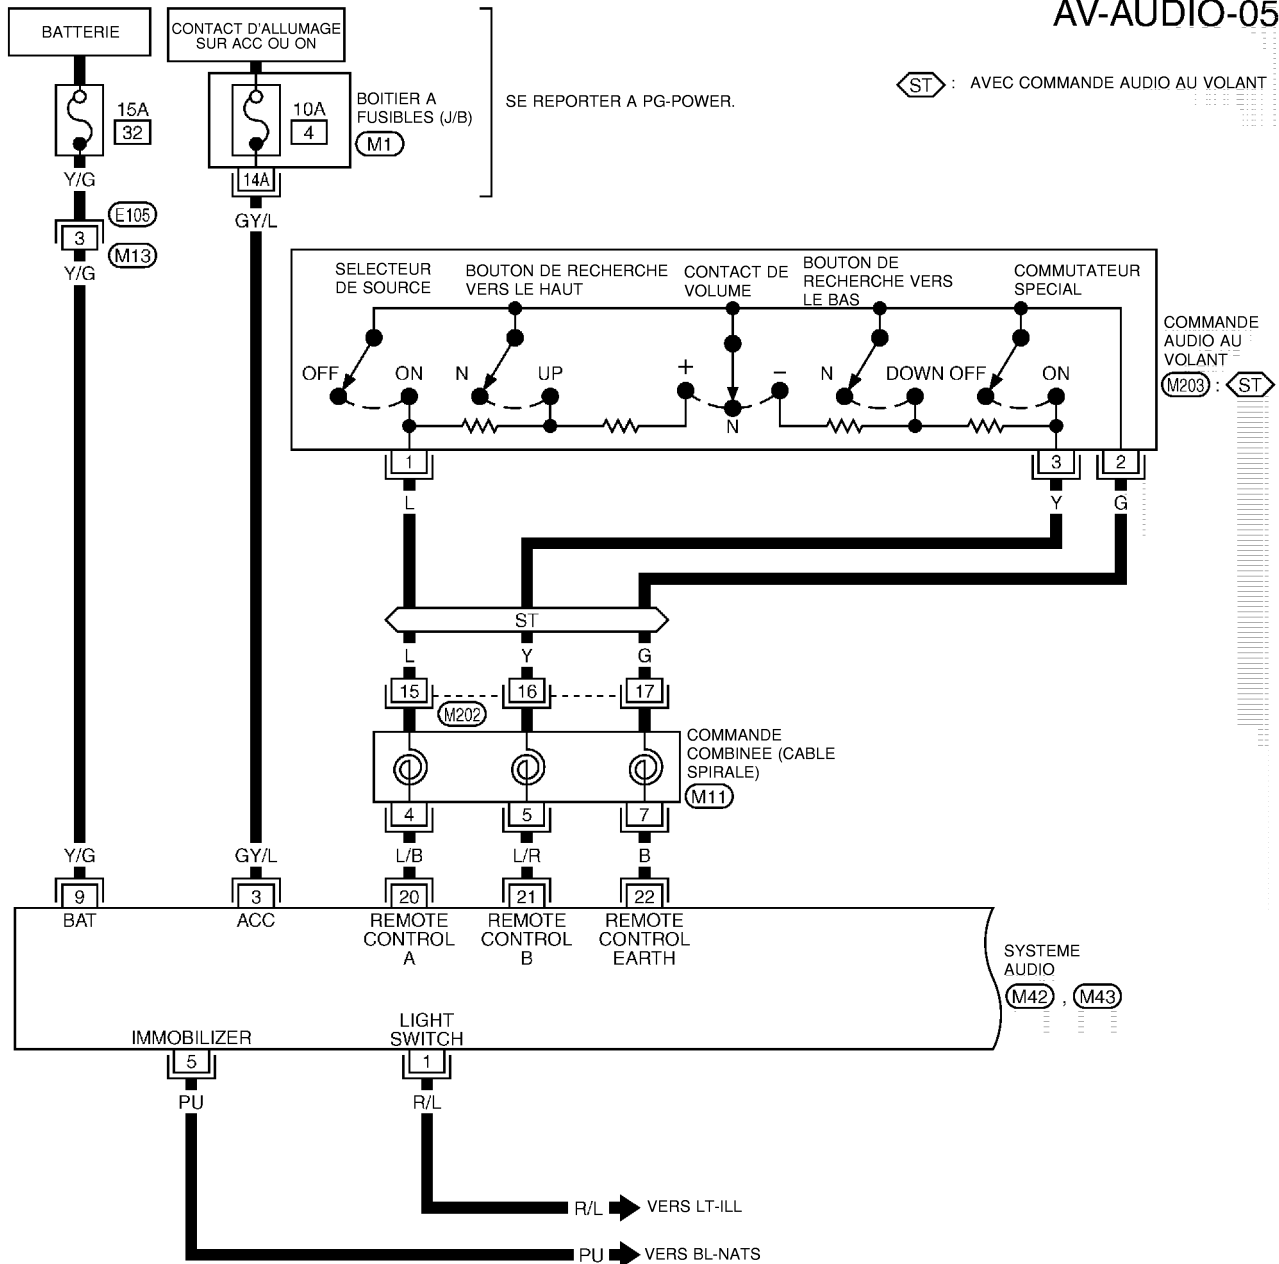 AV-AUDIO-05
BATTERIE
CONTACT D'ALLUMAGE
SUR ACC OU ON
15A
32
10A
4
BOITIER A
FUSIBLES (J/B)
M1
SE REPORTER A PG-POWER.
ST : AVEC COMMANDE AUDIO AU VOLANT
14A
Y/G
GY/L
E105
3
M13
Y/G
SELECTEUR
DE SOURCE
BOUTON DE RECHERCHE
VERS LE HAUT
CONTACT DE
VOLUME
BOUTON DE
RECHERCHE VERS
LE BAS
COMMUTATEUR
SPECIAL
COMMANDE
AUDIO AU
VOLANT
M203 : ST
OFF ON N UP + − N DOWN OFF ON
N
1 3 2
L Y G
ST
L Y G
15 16 17
M202
COMMANDE
COMBINEE (CABLE
SPIRALE)
M11
4 5 7
Y/G GY/L L/B L/R B
9 3 20 21 22
BAT
ACC
REMOTE
CONTROL
A
REMOTE
CONTROL
B
REMOTE
CONTROL
EARTH
SYSTEME
AUDIO
M42 , M43
IMMOBILIZER
LIGHT
SWITCH
5 1
PU R/L
R/L VERS LT-ILL
PU VERS BL-NATS